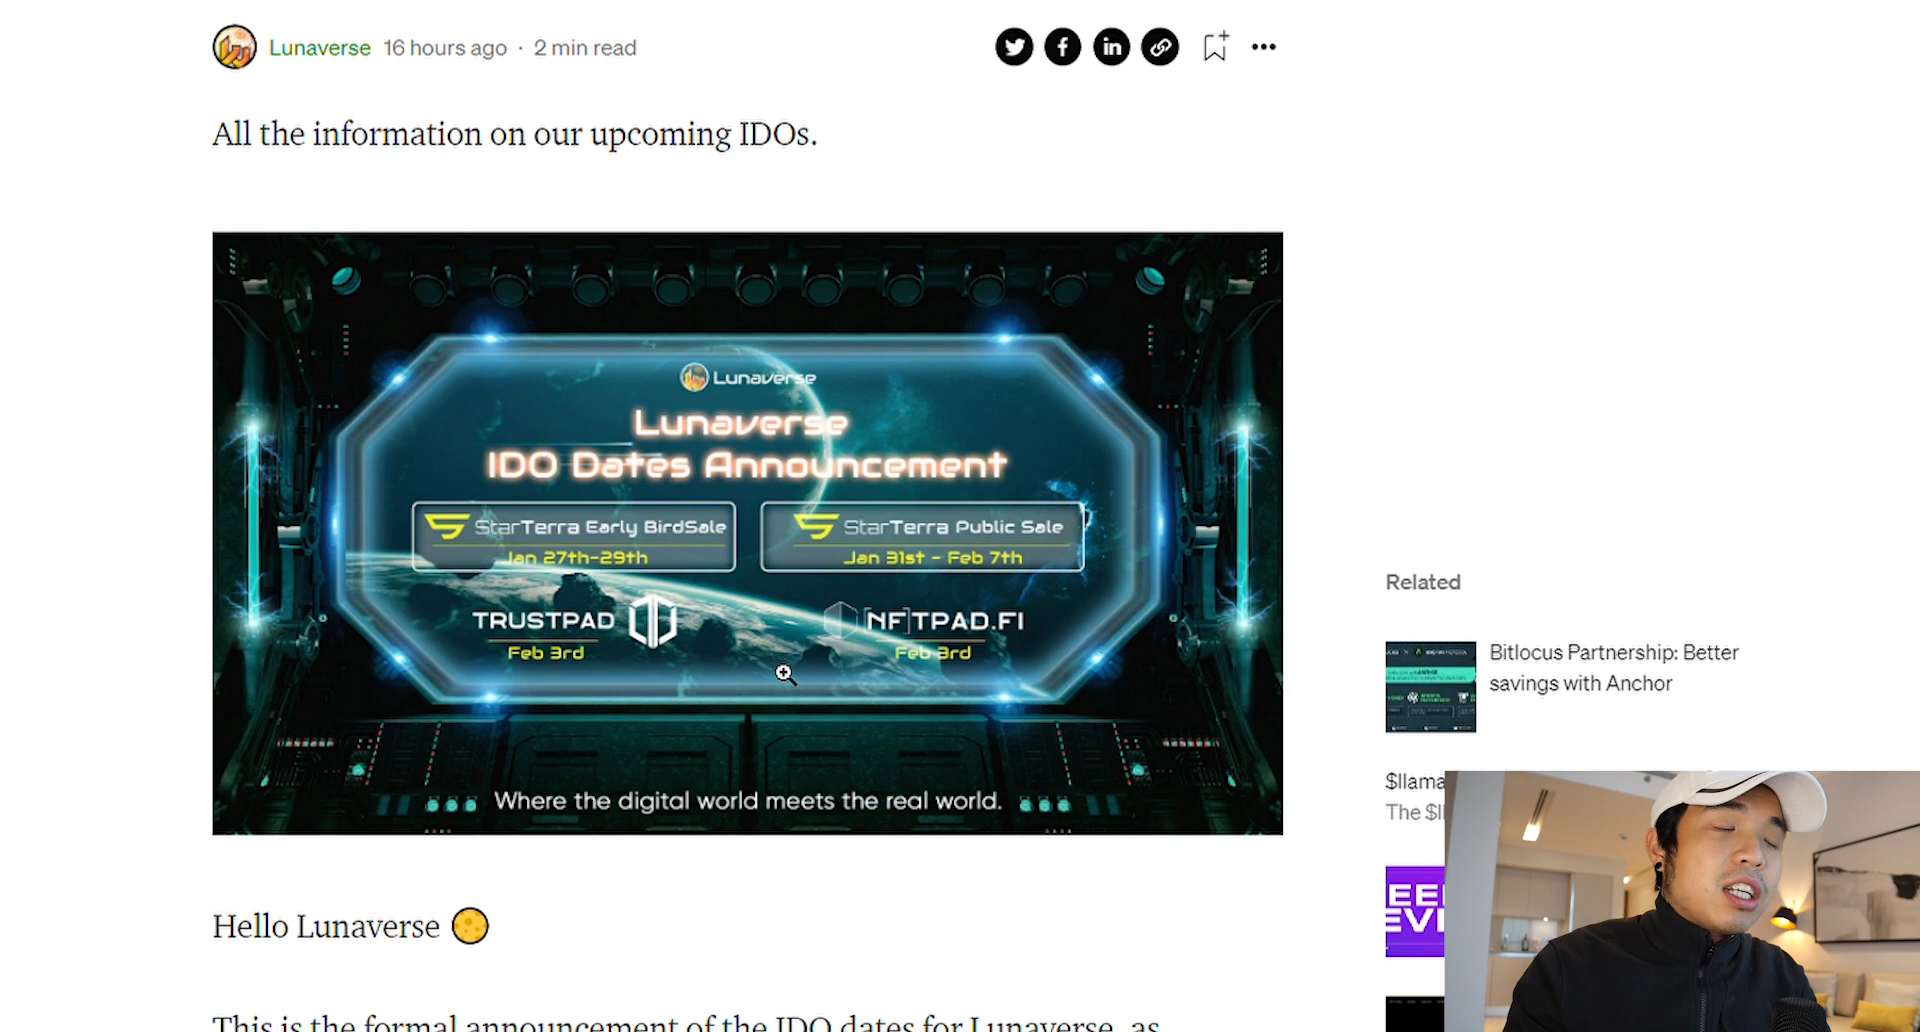 Lunaverse 16 hours ago · 2 min read
All the information on our upcoming IDOs.
Lunaverse
Lunaverse
IDO Dates Announcement
StarTerra Early BirdSale
Jan 27th-29th
StarTerra Public Sale
Jan 31st - Feb 7th
TRUSTPAD
Feb 3rd
[NF]TPAD.FI
Feb 3rd
Where the digital world meets the real world.
Hello Lunaverse
This is the formal announcement of the IDO dates for Lunaverse, as
Related
Bitlocus Partnership: Better
savings with Anchor
$llama
The $ll